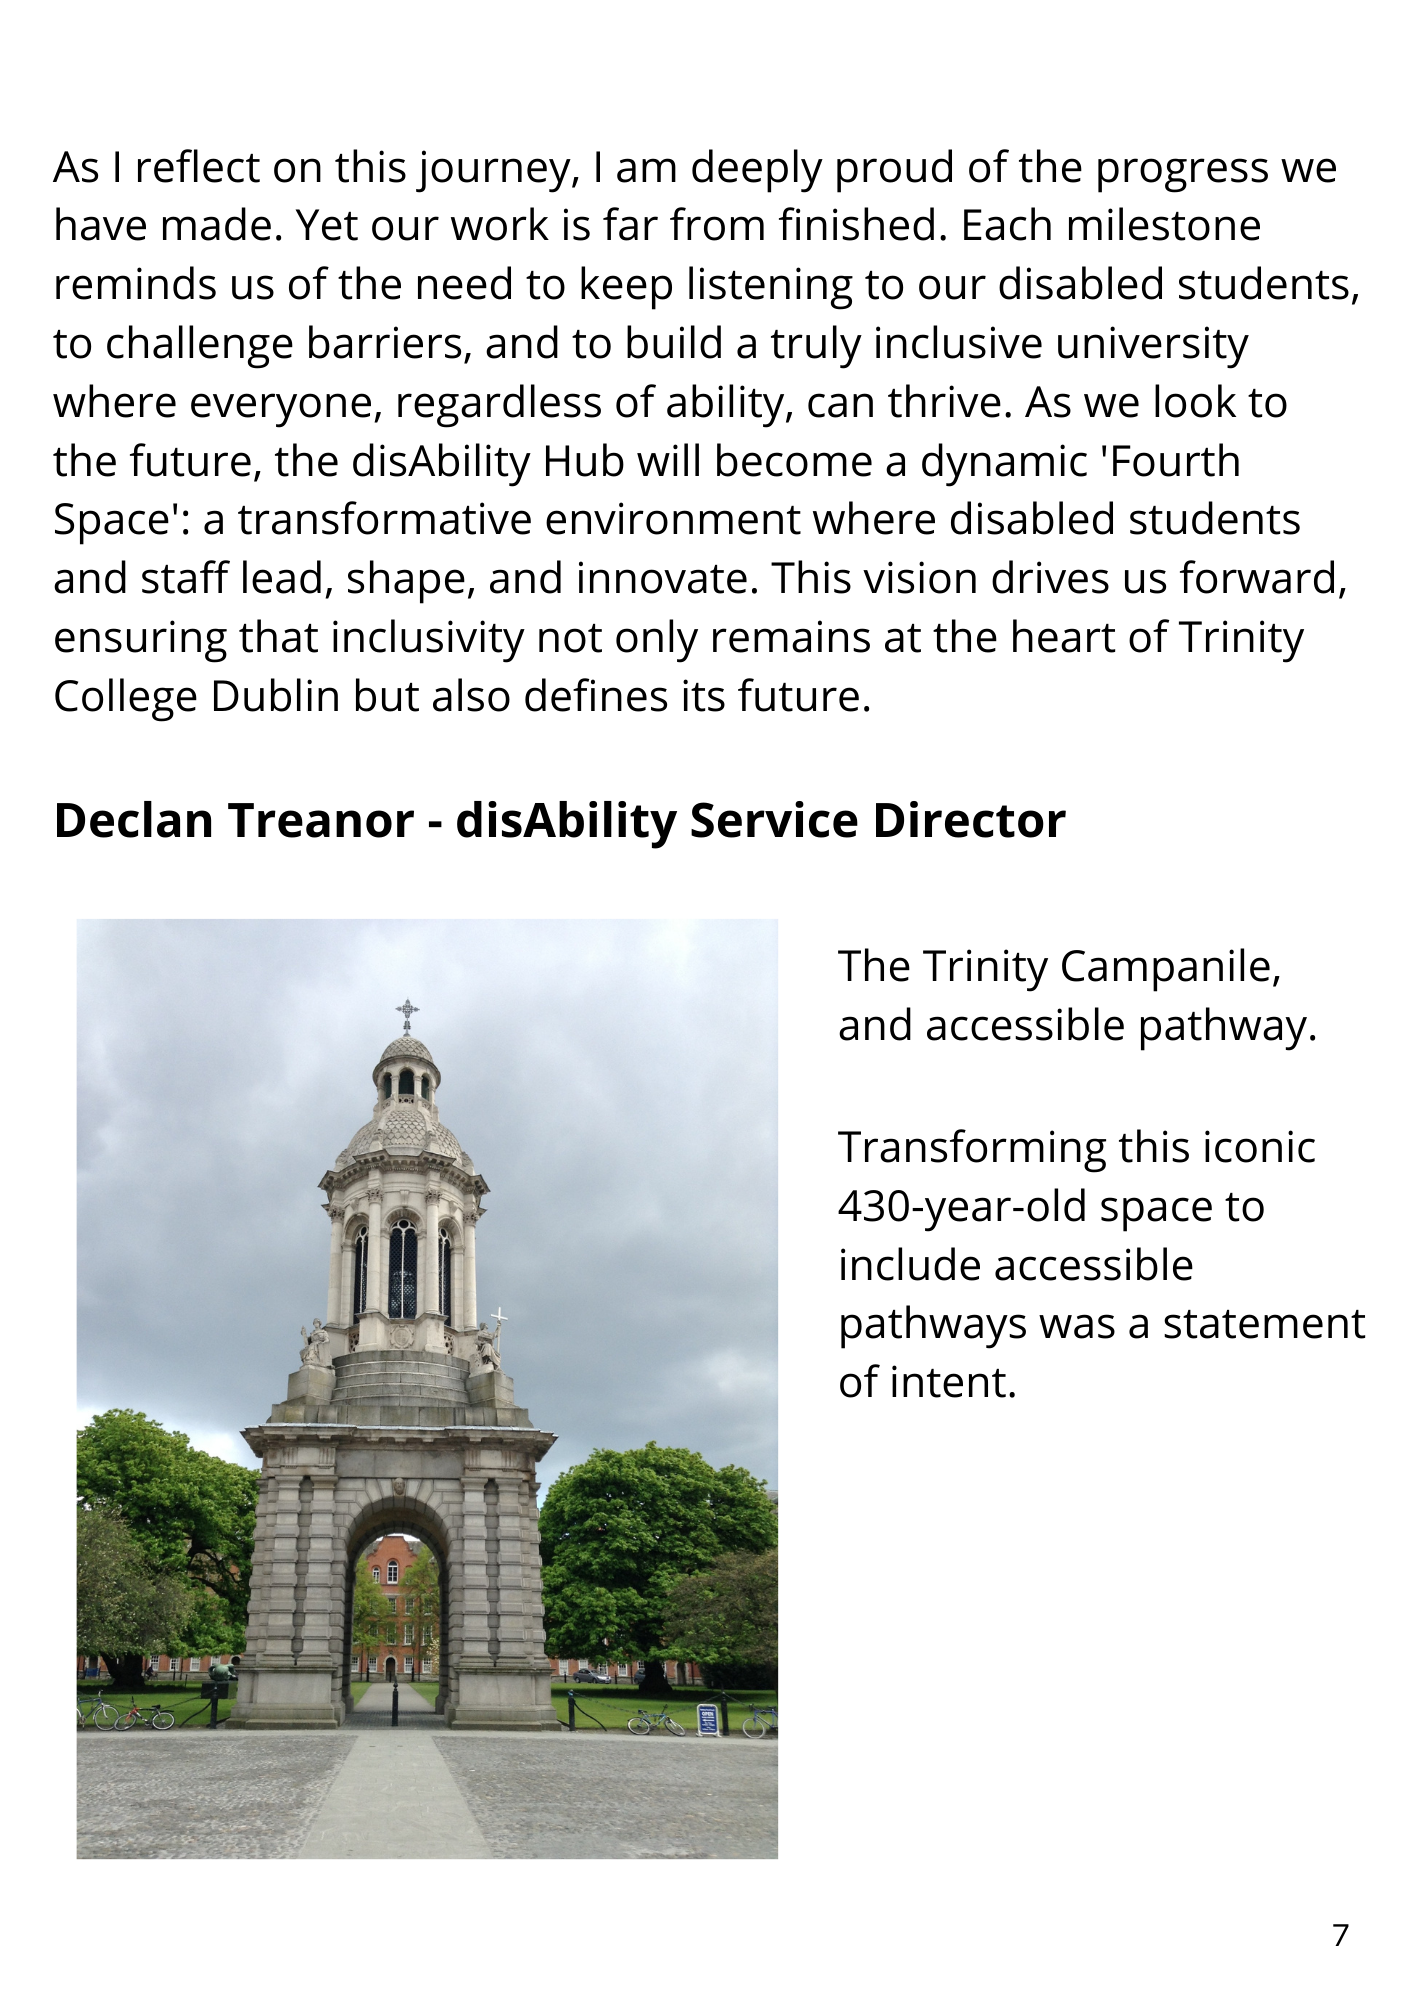 As I reflect on this journey, I am deeply proud of the progress we
have made. Yet our work is far from finished. Each milestone
reminds us of the need to keep listening to our disabled students,
to challenge barriers, and to build a truly inclusive university
where everyone, regardless of ability, can thrive. As we look to
the future, the disAbility Hub will become a dynamic 'Fourth
Space': a transformative environment where disabled students
and staff lead, shape, and innovate. This vision drives us forward,
ensuring that inclusivity not only remains at the heart of Trinity
College Dublin but also defines its future.
Declan Treanor - disAbility Service Director
The Trinity Campanile,
and accessible pathway.
Transforming this iconic
430-year-old space to
include accessible
pathways was a statement
of intent.
OPEN
7